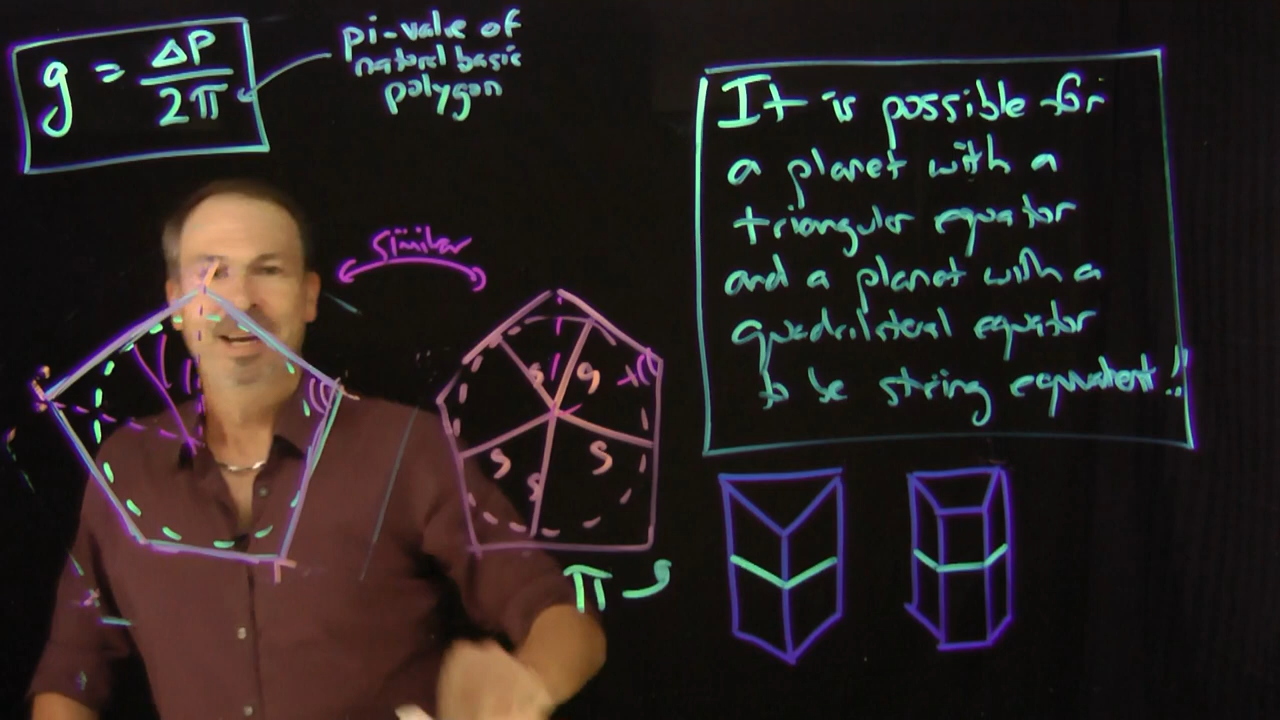 g = ΔP / 2π
pi-value of
natural basic
polygon
similar
It is possible for
a planet with a
triangular equator
and a planet with a
quadrilateral equator
to be string equivalent!!
s s
s s
s
π